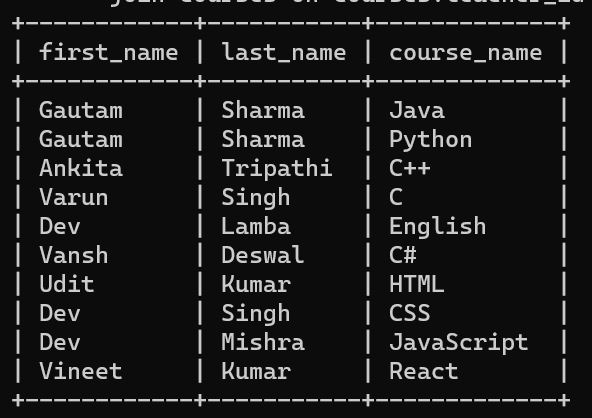 join courses on courses.teacher_id
+------------+-----------+-------------+
| first_name | last_name | course_name |
+------------+-----------+-------------+
| Gautam     | Sharma    | Java        |
| Gautam     | Sharma    | Python      |
| Ankita     | Tripathi  | C++         |
| Varun      | Singh     | C           |
| Dev        | Lamba     | English     |
| Vansh      | Deswal    | C#          |
| Udit       | Kumar     | HTML        |
| Dev        | Singh     | CSS         |
| Dev        | Mishra    | JavaScript  |
| Vineet     | Kumar     | React       |
+------------+-----------+-------------+